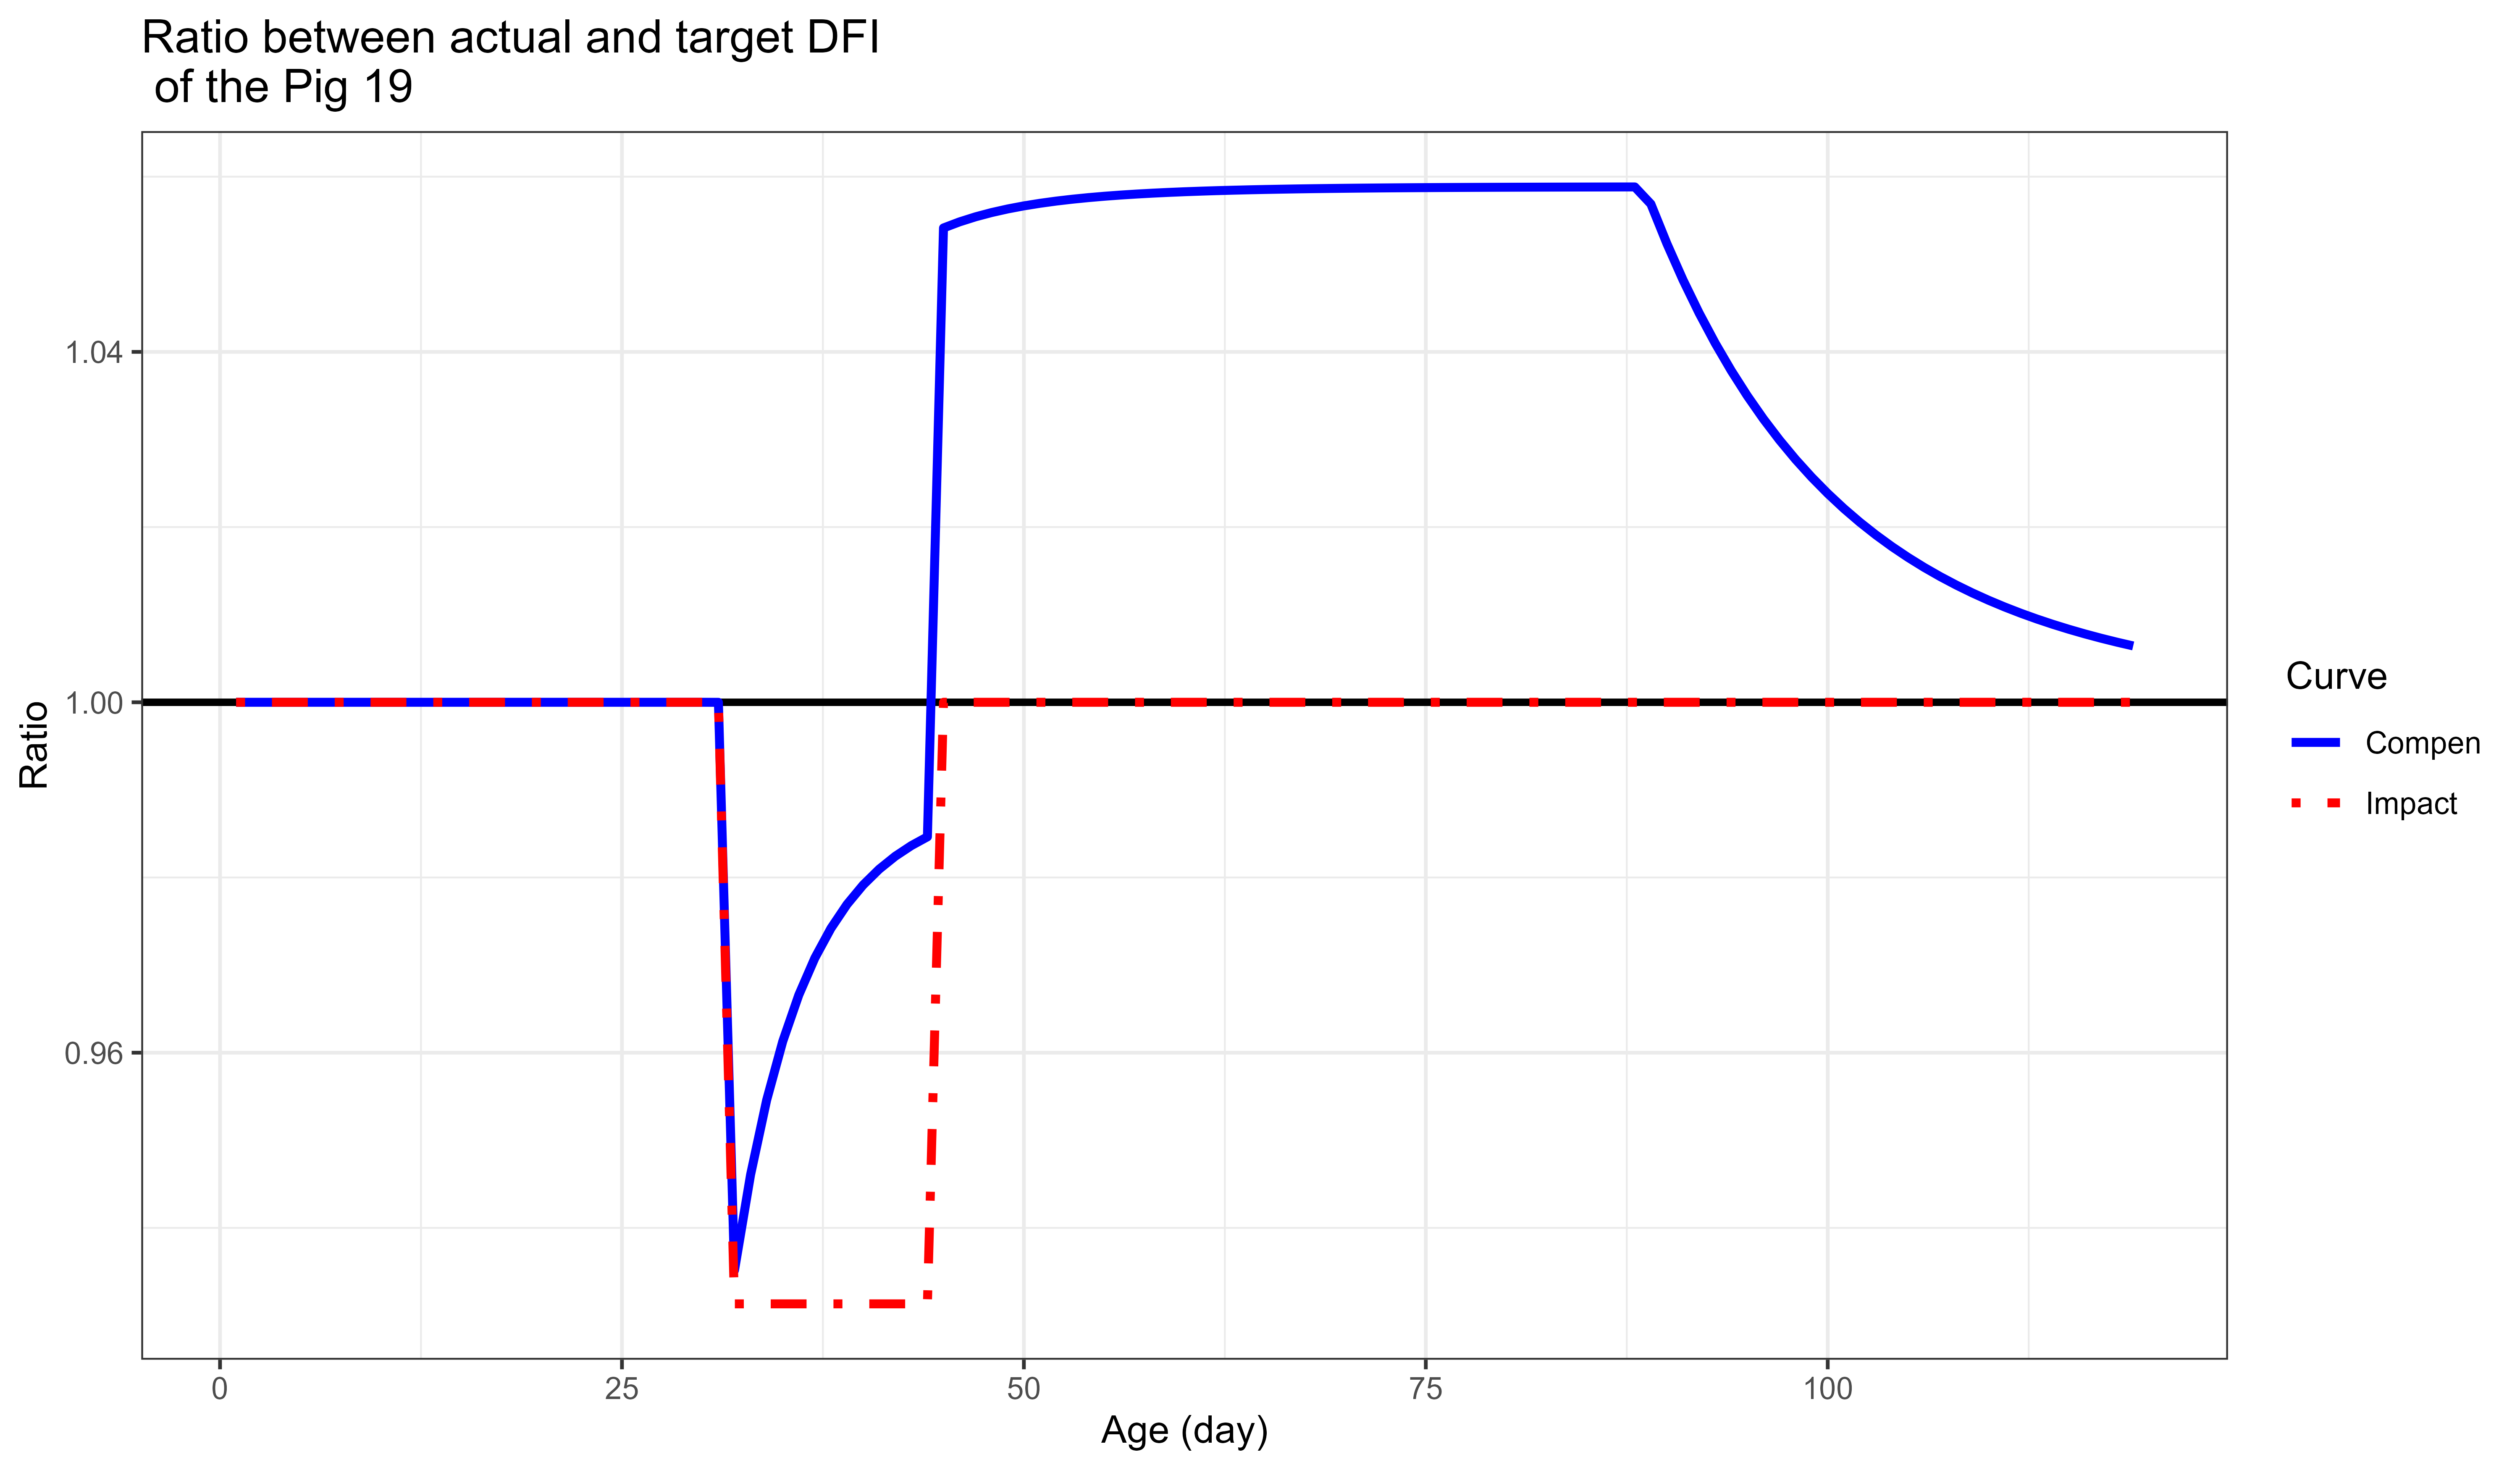 Ratio between actual and target DFI
of the Pig 19
1.04
1.00
0.96
Ratio
0
25
50
75
100
Age (day)
Curve
Compen
Impact